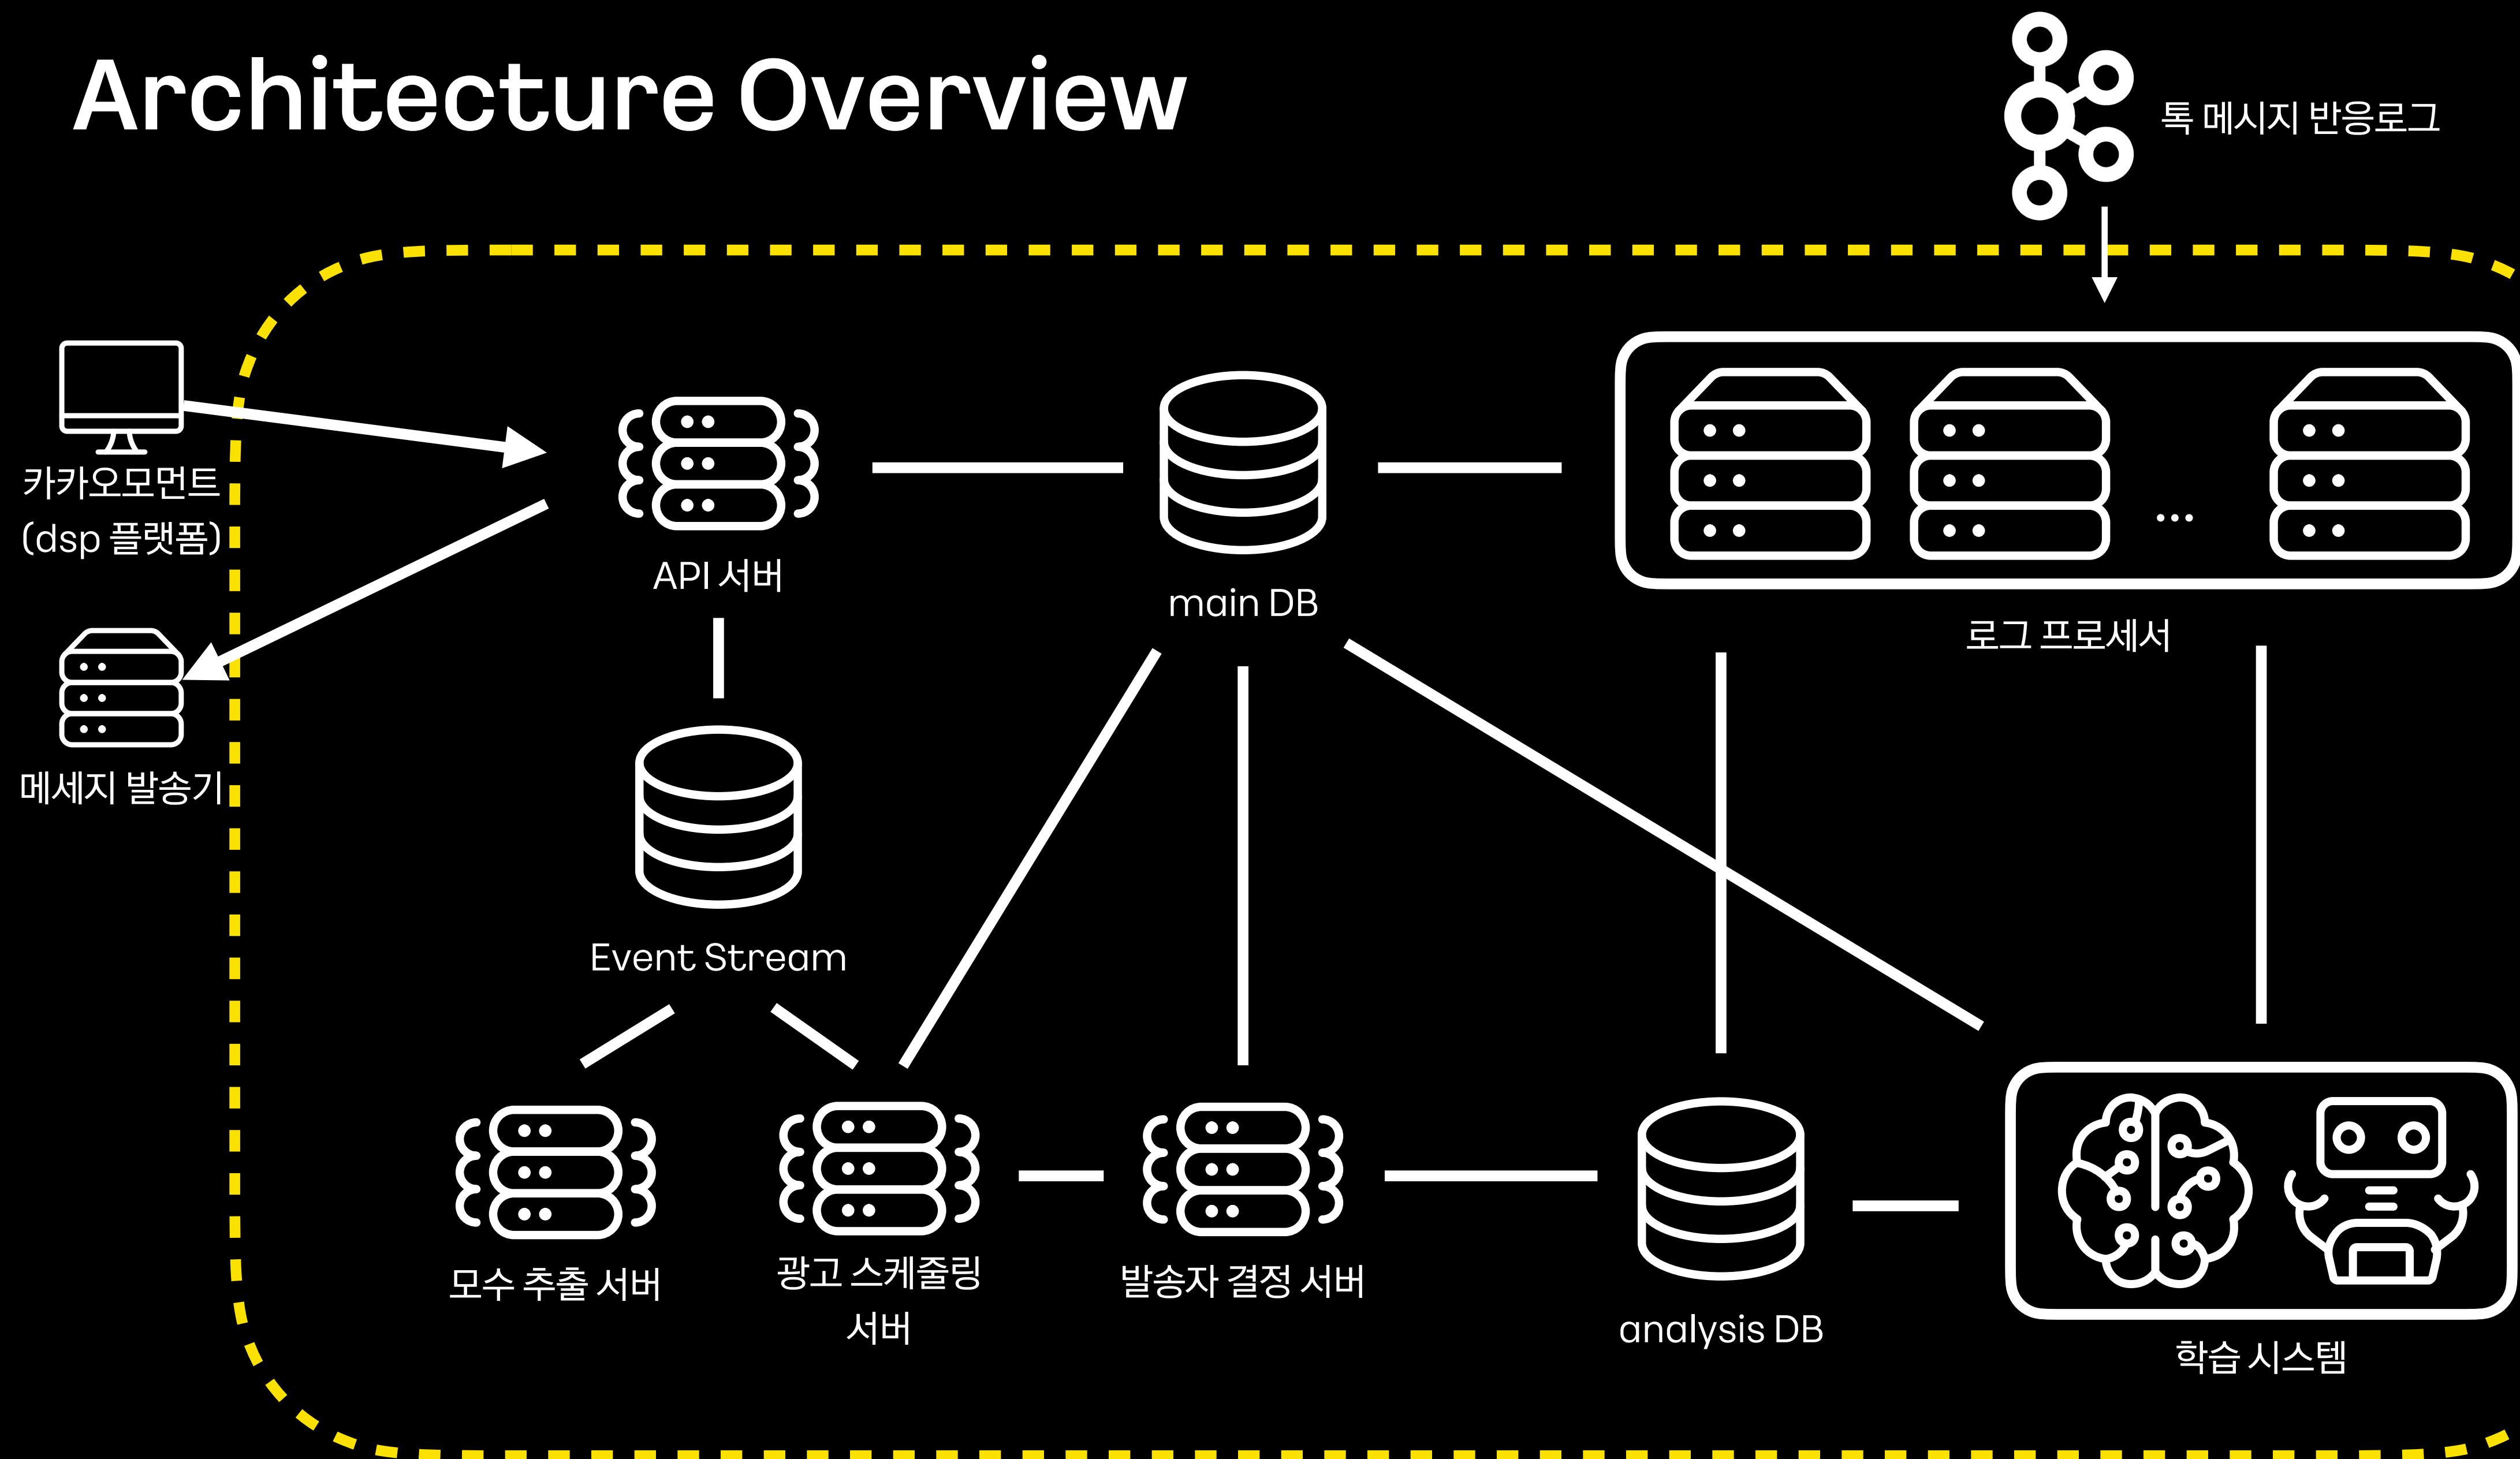 Architecture Overview
톡 메시지 반응로그
카카오모먼트
(dsp 플랫폼)
API 서버
main DB
로그 프로세서
메세지 발송기
Event Stream
모수 추출 서버
광고 스케줄링
서버
발송자 결정 서버
analysis DB
학습 시스템